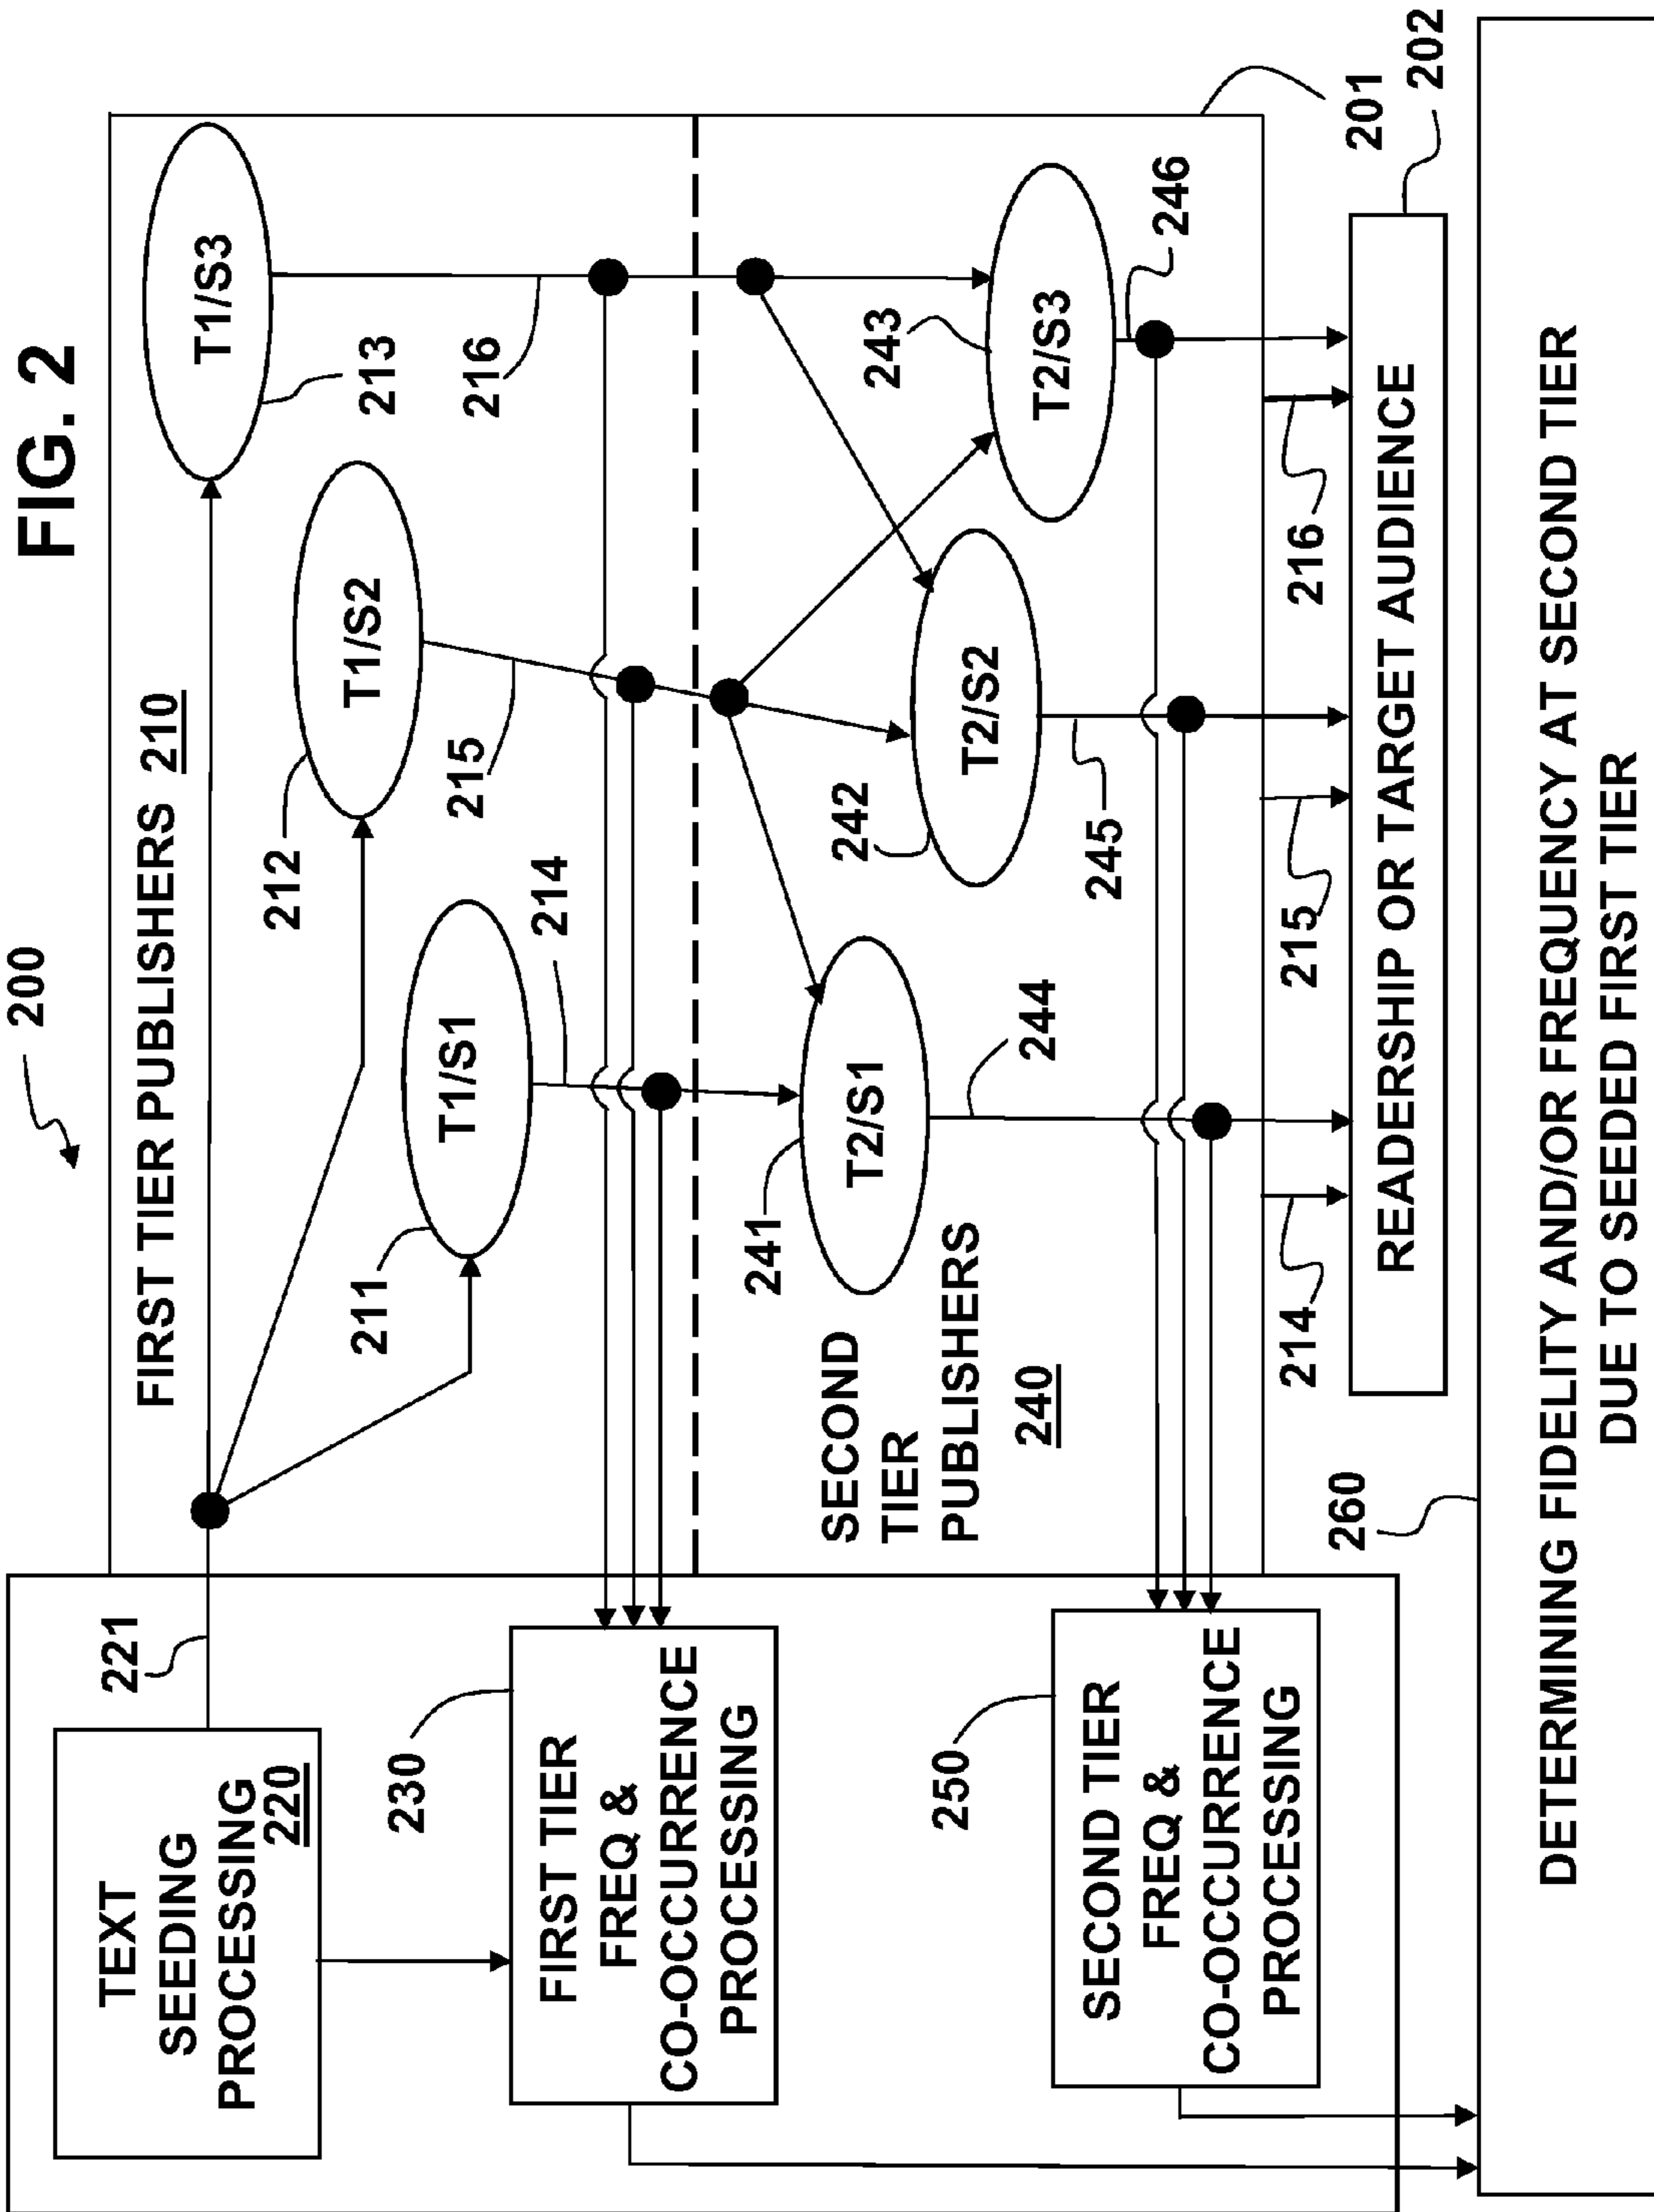 FIG. 2
200
FIRST TIER PUBLISHERS 210
TEXT
SEEDING
PROCESSING
220
221
T1/S1
211
214
T1/S2
212
215
T1/S3
213
216
FIRST TIER
FREQ &
CO-OCCURRENCE
PROCESSING
230
SECOND
TIER
PUBLISHERS
240
T2/S1
241
244
T2/S2
242
245
T2/S3
243
246
SECOND TIER
FREQ &
CO-OCCURRENCE
PROCESSING
250
214
215
216
201
202
READERSHIP OR TARGET AUDIENCE
260
DETERMINING FIDELITY AND/OR FREQUENCY AT SECOND TIER
DUE TO SEEDED FIRST TIER